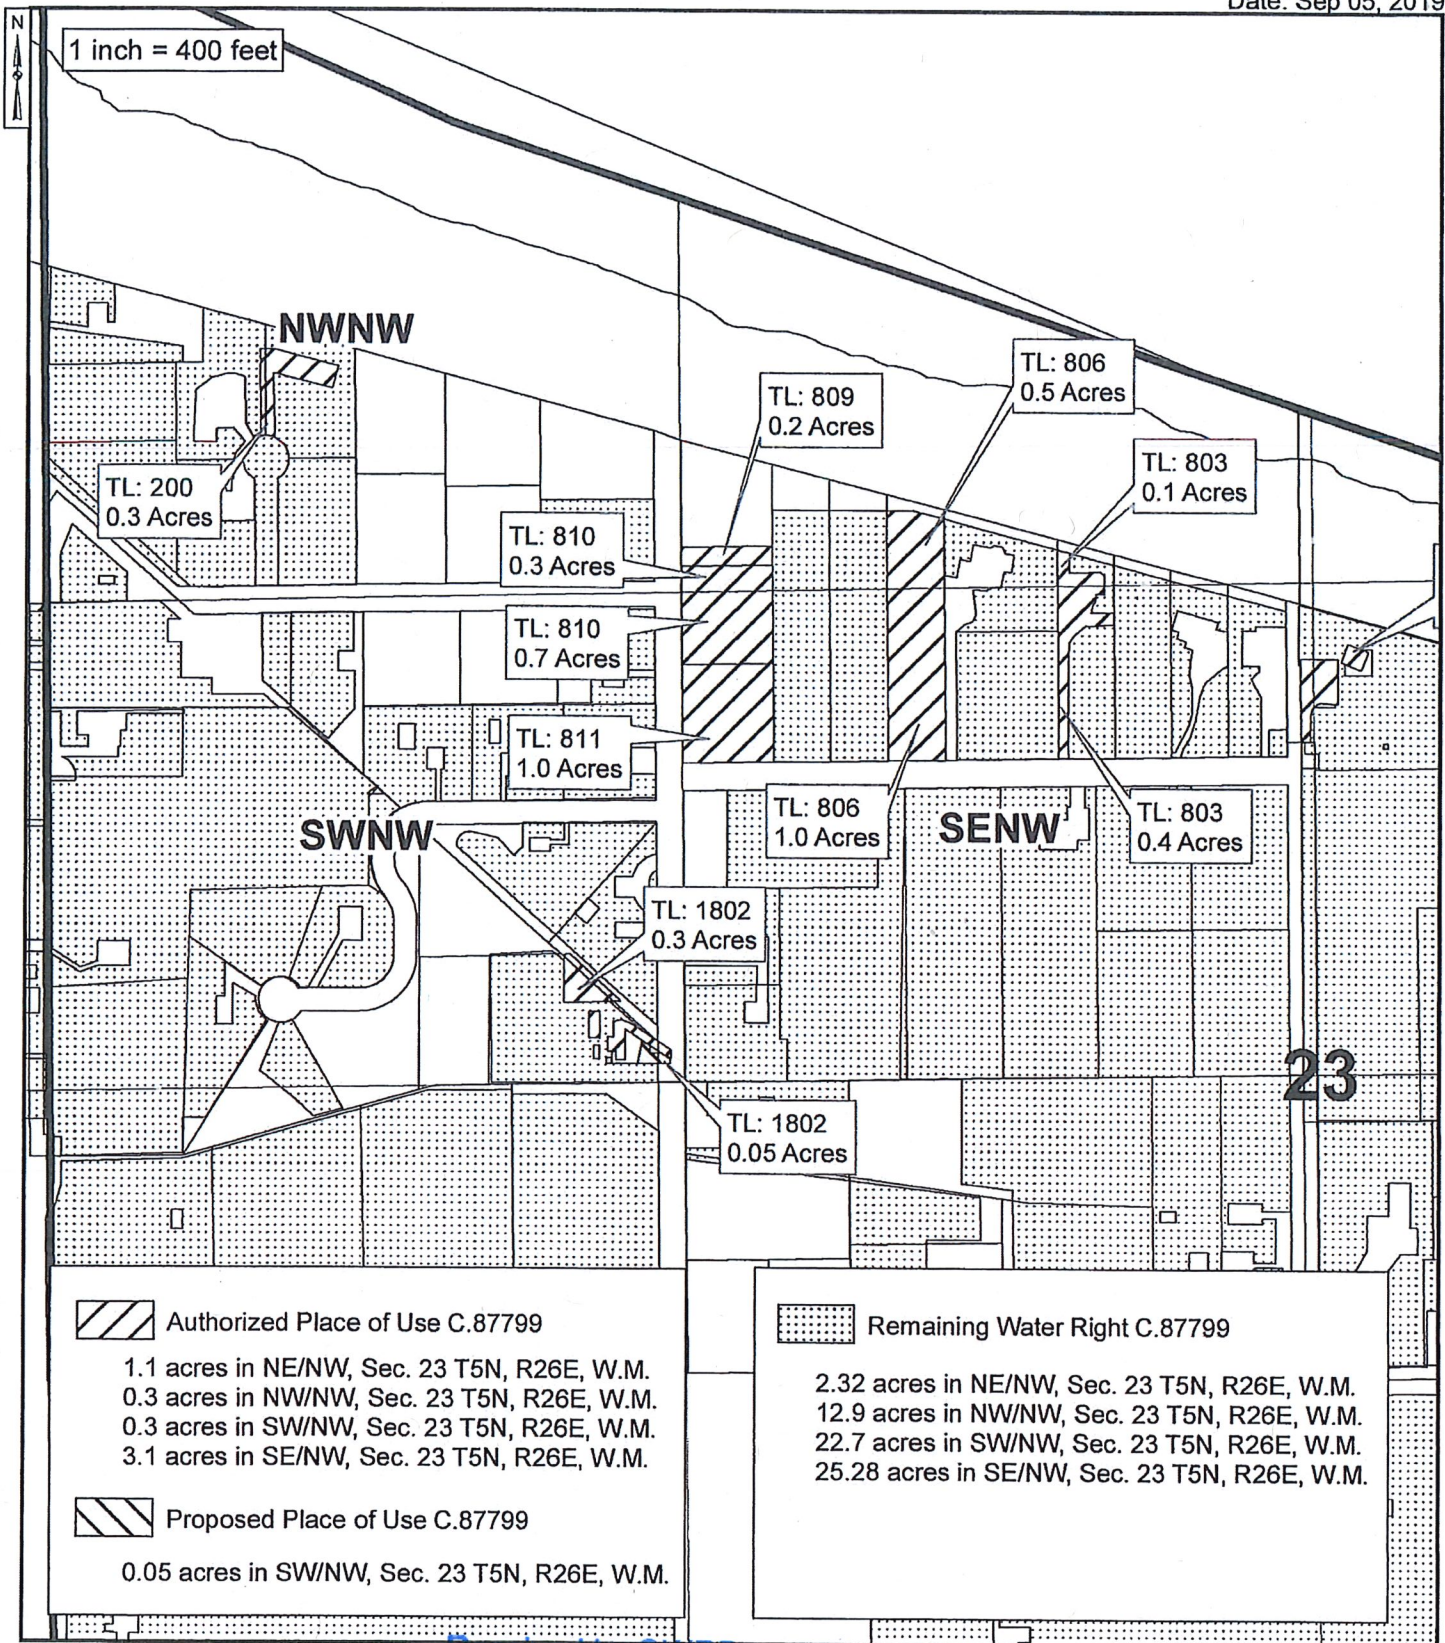 Date: Sep 05, 2019
N
1 inch = 400 feet
NWNW
TL: 806
0.5 Acres
TL: 809
0.2 Acres
TL: 803
0.1 Acres
TL: 200
0.3 Acres
TL: 810
0.3 Acres
TL: 810
0.7 Acres
TL: 811
1.0 Acres
TL: 806
1.0 Acres
SENW
TL: 803
0.4 Acres
SWNW
TL: 1802
0.3 Acres
23
TL: 1802
0.05 Acres
Authorized Place of Use C.87799
1.1 acres in NE/NW, Sec. 23 T5N, R26E, W.M.
0.3 acres in NW/NW, Sec. 23 T5N, R26E, W.M.
0.3 acres in SW/NW, Sec. 23 T5N, R26E, W.M.
3.1 acres in SE/NW, Sec. 23 T5N, R26E, W.M.
Proposed Place of Use C.87799
0.05 acres in SW/NW, Sec. 23 T5N, R26E, W.M.
Remaining Water Right C.87799
2.32 acres in NE/NW, Sec. 23 T5N, R26E, W.M.
12.9 acres in NW/NW, Sec. 23 T5N, R26E, W.M.
22.7 acres in SW/NW, Sec. 23 T5N, R26E, W.M.
25.28 acres in SE/NW, Sec. 23 T5N, R26E, W.M.